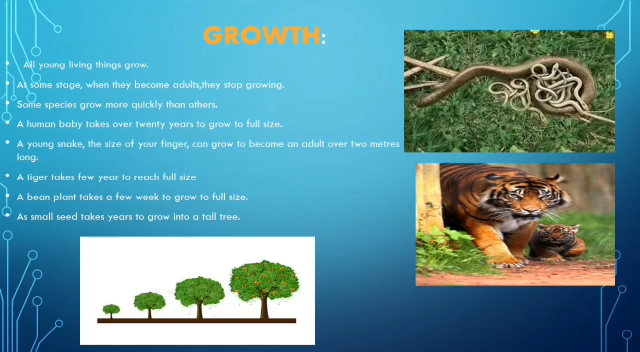 GROWTH:
All young living things grow.
At some stage, when they become adults,they stop growing.
Some species grow more quickly than others.
A human baby takes over twenty years to grow to full size.
A young snake, the size of your finger, can grow to become an adult over two metres
long.
A tiger takes few year to reach full size
A bean plant takes a few week to grow to full size.
As small seed takes years to grow into a tall tree.